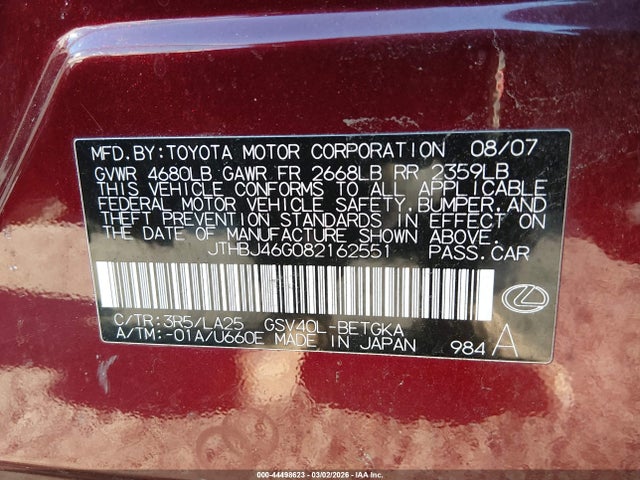 MFD.BY:TOYOTA MOTOR CORPORATION 08/07
GVWR 4680LB GAWR FR 2668LB RR 2359LB
THIS VEHICLE CONFORMS TO ALL APPLICABLE
FEDERAL MOTOR VEHICLE SAFETY,BUMPER,AND
THEFT PREVENTION STANDARDS IN EFFECT ON
THE DATE OF MANUFACTURE SHOWN ABOVE.
JTHBJ46G082162551 PASS.CAR
C/TR:3R5/LA25 GSV40L-BETGKA
A/TM:-01A/U660E MADE IN JAPAN 984 A
000-44498623 - 03/02/2026 - IAAI.COM